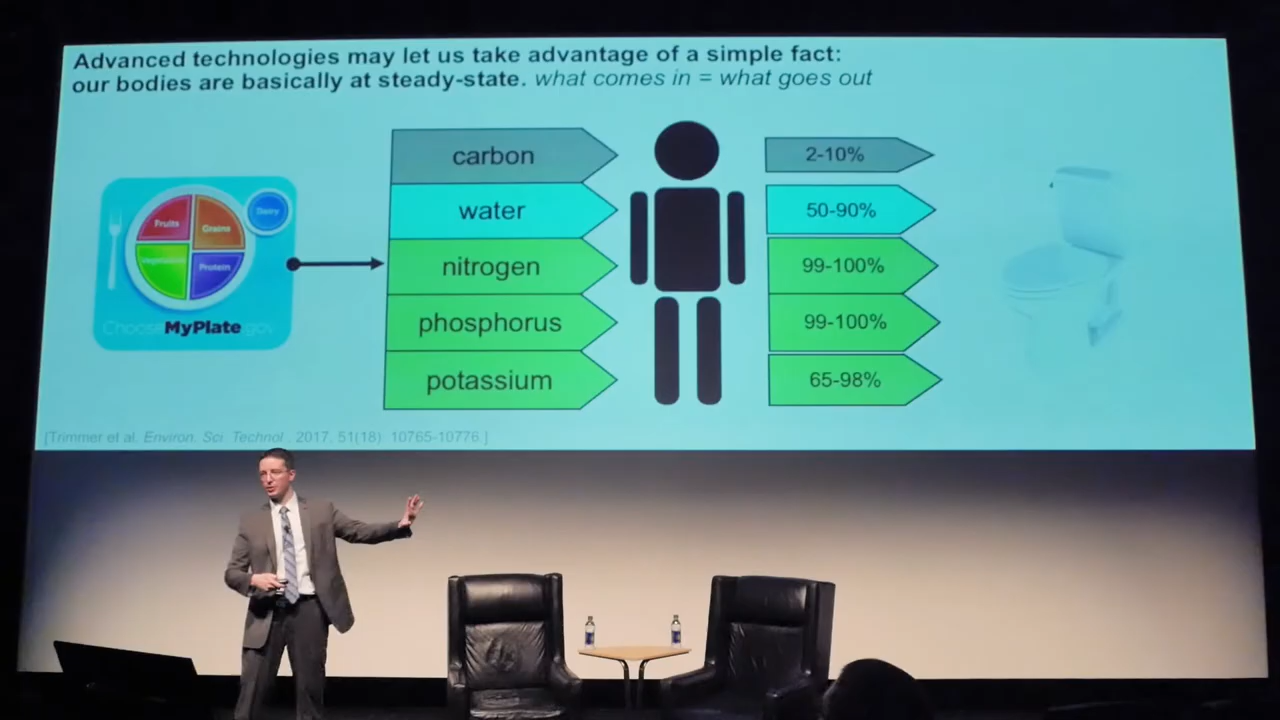 Advanced technologies may let us take advantage of a simple fact:
our bodies are basically at steady-state. what comes in = what goes out
carbon
water
nitrogen
phosphorus
potassium
2-10%
50-90%
99-100%
99-100%
65-98%
Fruits
Grains
Dairy
Vegetables
Protein
ChooseMyPlate.gov
[Trimmer et al. Environ. Sci. Technol. 2017, 51(18) 10765-10776.]